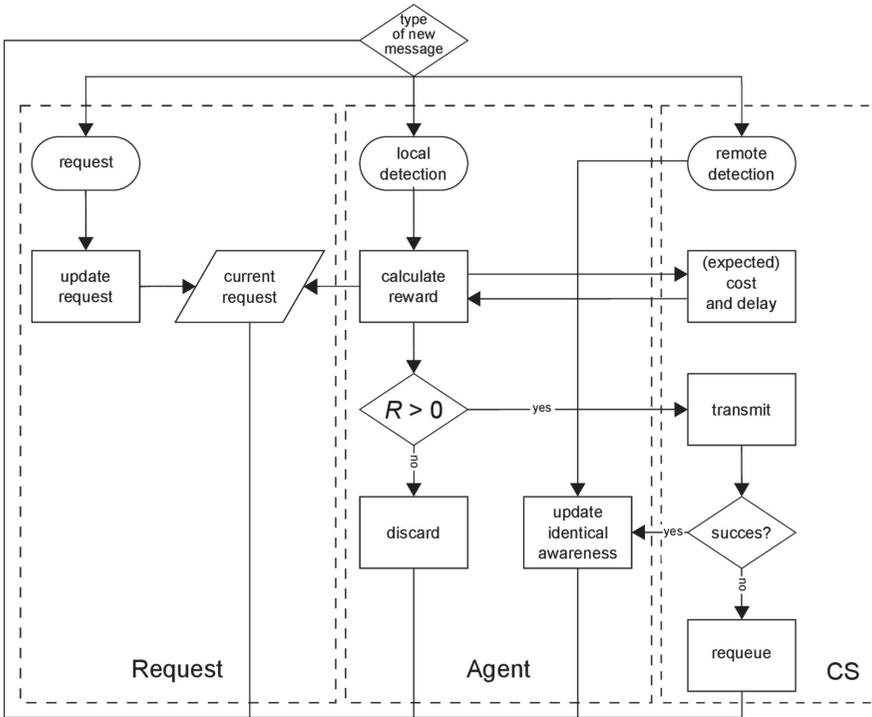 type
of new
message
request
local
detection
remote
detection
update
request
current
request
calculate
reward
(expected)
cost
and delay
R > 0
yes
transmit
no
discard
update
identical
awareness
yes
succes?
no
requeue
Request
Agent
CS